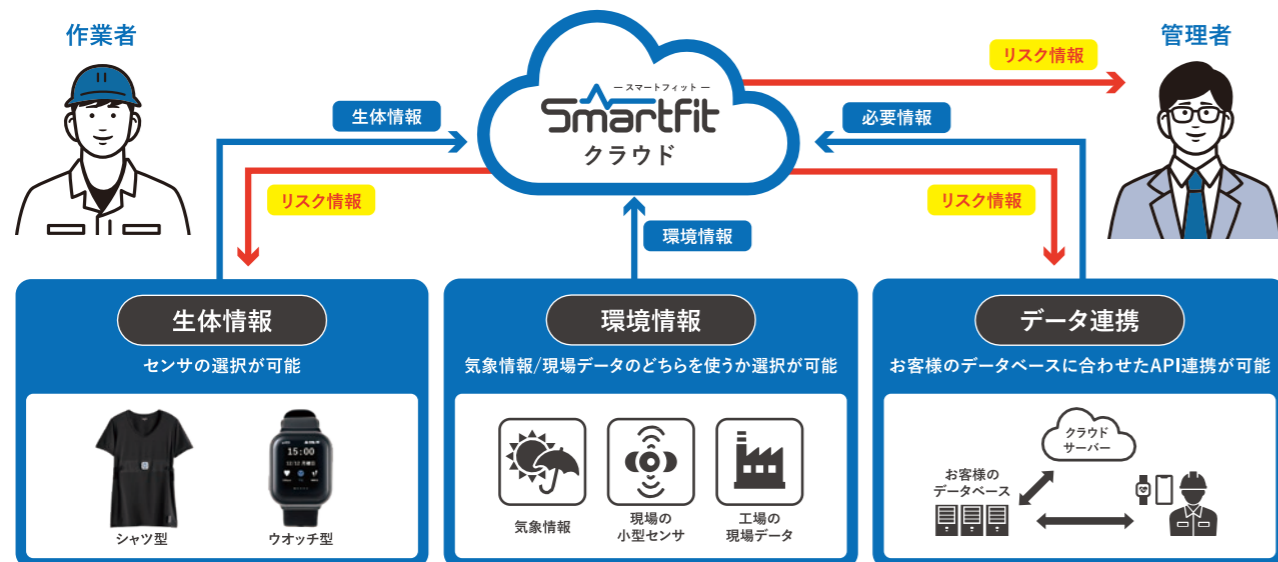 作業者
管理者
リスク情報
― スマートフィット ―
Smartfit
クラウド
生体情報
必要情報
リスク情報
リスク情報
環境情報
生体情報
センサの選択が可能
シャツ型
15:00
ウオッチ型
環境情報
気象情報/現場データのどちらを使うか選択が可能
気象情報
現場の
小型センサ
工場の
現場データ
データ連携
お客様のデータベースに合わせたAPI連携が可能
クラウド
サーバー
お客様の
データベース